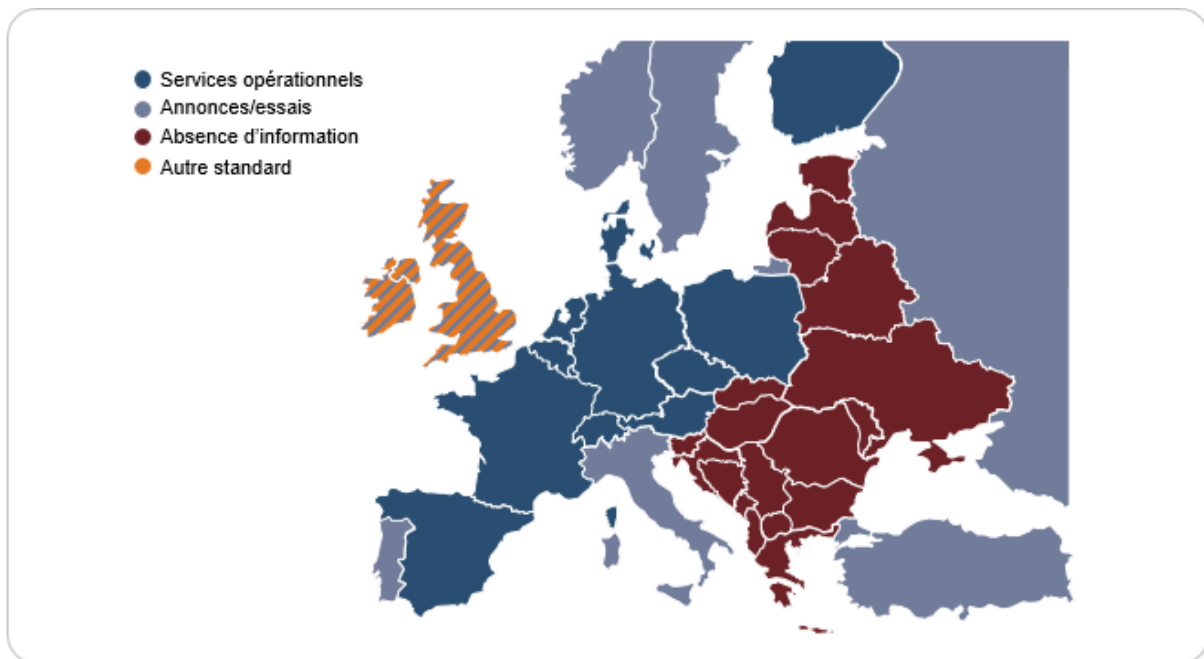 Services opérationnels
Annonces/essais
Absence d'information
Autre standard